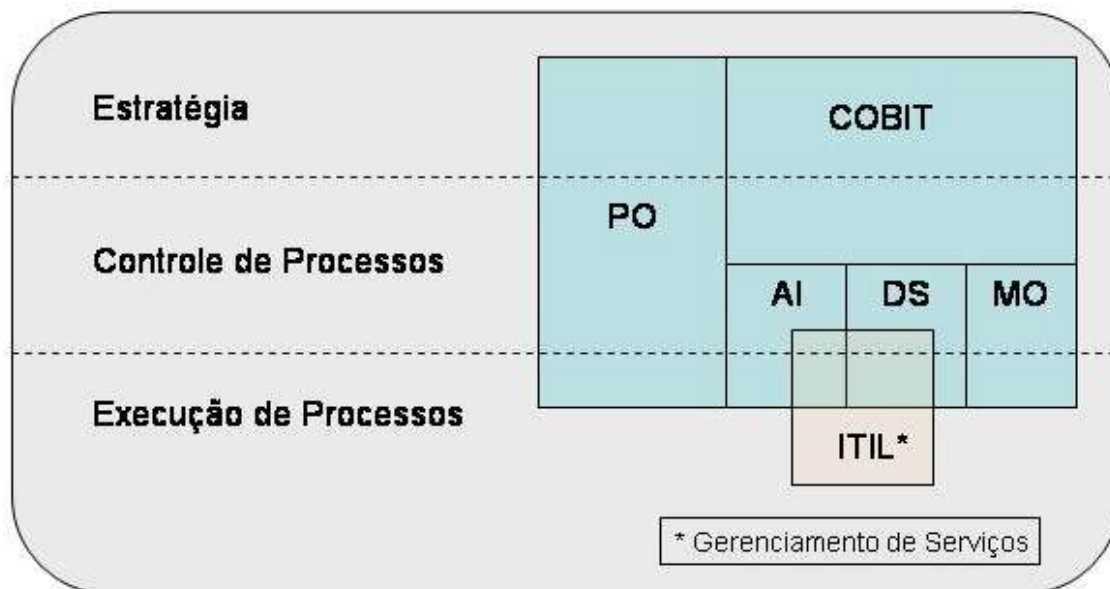 Estratégia
COBIT
PO
Controle de Processos
AI
DS
MO
Execução de Processos
ITIL*
* Gerenciamento de Serviços